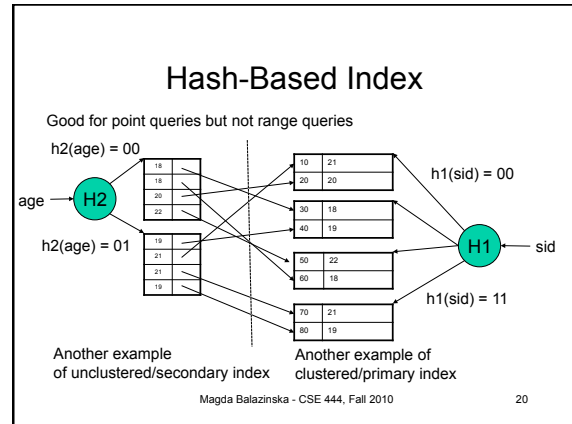 Hash-Based Index
Good for point queries but not range queries
h2(age) = 00
age
H2
h2(age) = 01
18
18
20
22
19
21
21
19
10 21
20 20
30 18
40 19
50 22
60 18
70 21
80 19
h1(sid) = 00
H1
sid
h1(sid) = 11
Another example
of unclustered/secondary index
Another example of
clustered/primary index
Magda Balazinska - CSE 444, Fall 2010 20